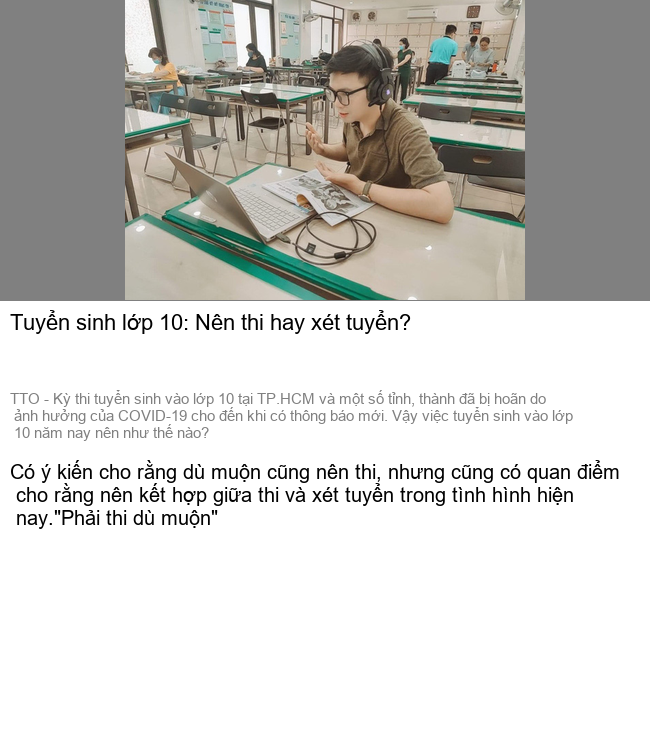 Tuyển sinh lớp 10: Nên thi hay xét tuyển?
TTO - Kỳ thi tuyển sinh vào lớp 10 tại TP.HCM và một số tỉnh, thành đã bị hoãn do
ảnh hưởng của COVID-19 cho đến khi có thông báo mới. Vậy việc tuyển sinh vào lớp
10 năm nay nên như thế nào?
Có ý kiến cho rằng dù muộn cũng nên thi, nhưng cũng có quan điểm
cho rằng nên kết hợp giữa thi và xét tuyển trong tình hình hiện
nay."Phải thi dù muộn"